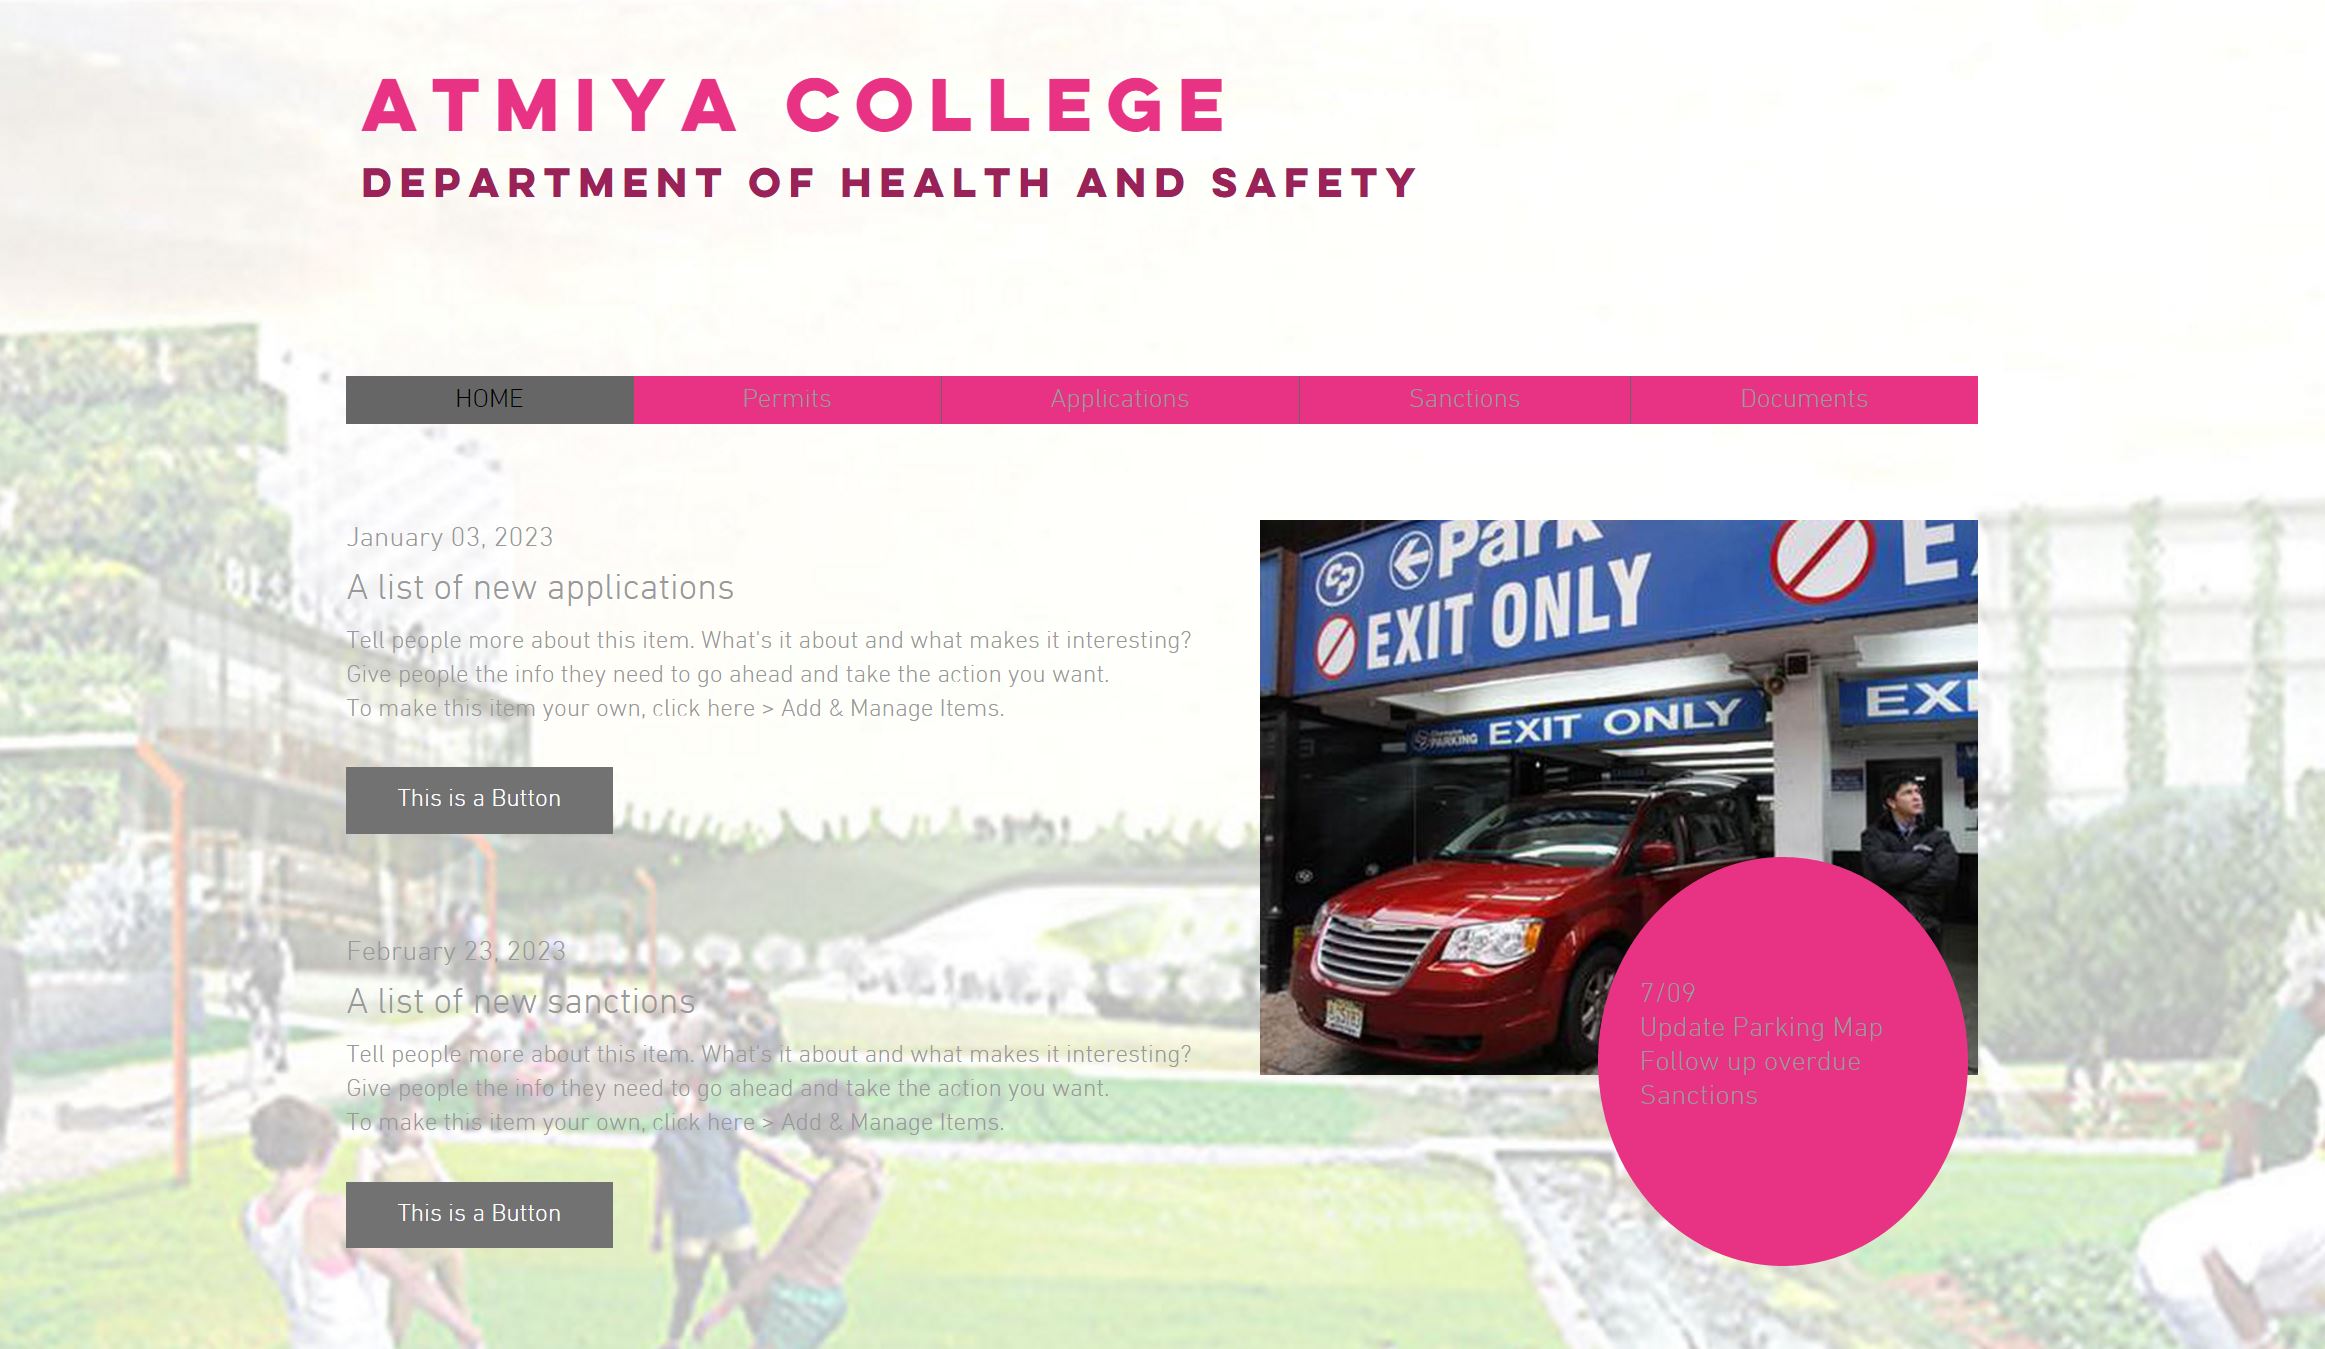 ATMIYA COLLEGE
DEPARTMENT OF HEALTH AND SAFETY
HOME
Permits
Applications
Sanctions
Documents
January 03, 2023
A list of new applications
Tell people more about this item. What's it about and what makes it interesting?
Give people the info they need to go ahead and take the action you want.
To make this item your own, click here > Add & Manage Items.
This is a Button
February 23, 2023
A list of new sanctions
Tell people more about this item. What's it about and what makes it interesting?
Give people the info they need to go ahead and take the action you want.
To make this item your own, click here > Add & Manage Items.
This is a Button
CP Park
EXIT ONLY
EX
PARKING EXIT ONLY
EXI
7/09
Update Parking Map
Follow up overdue
Sanctions